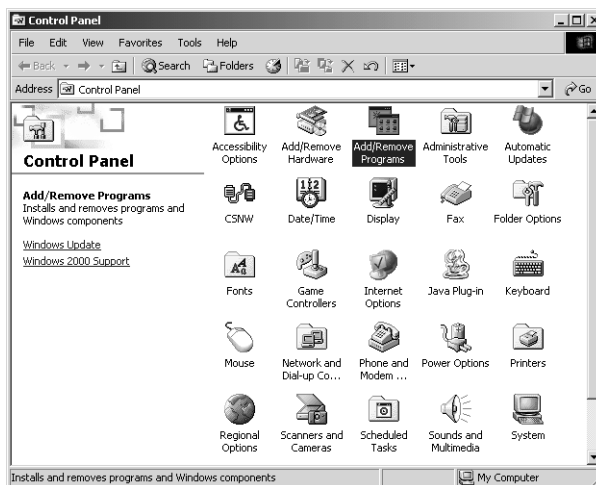 Control Panel
File Edit View Favorites Tools Help
Back Search Folders
Address Control Panel Go
Control Panel
Add/Remove Programs
Installs and removes programs and
Windows components
Windows Update
Windows 2000 Support
Accessibility Options
Add/Remove Hardware
Add/Remove Programs
Administrative Tools
Automatic Updates
CSNW
Date/Time
Display
Fax
Folder Options
Fonts
Game Controllers
Internet Options
Java Plug-in
Keyboard
Mouse
Network and Dial-up Co...
Phone and Modem ...
Power Options
Printers
Regional Options
Scanners and Cameras
Scheduled Tasks
Sounds and Multimedia
System
Installs and removes programs and Windows components My Computer